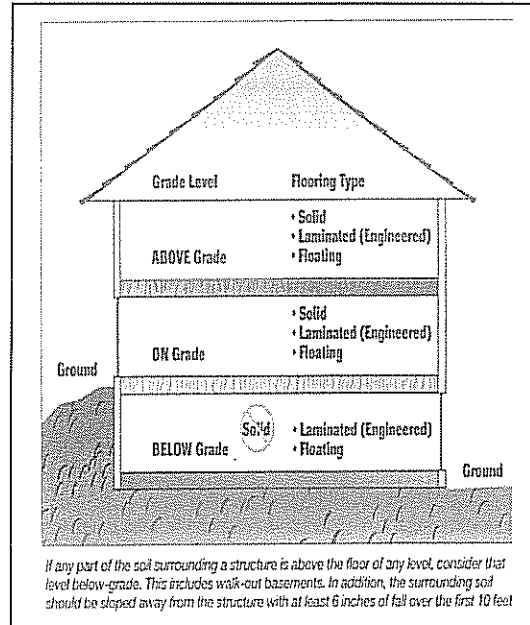 Grade Level Flooring Type
• Solid
• Laminated (Engineered)
• Floating
ABOVE Grade
• Solid
• Laminated (Engineered)
• Floating
ON Grade
Ground
Solid
• Laminated (Engineered)
• Floating
BELOW Grade
Ground
If any part of the soil surrounding a structure is above the floor of any level, consider that
level below-grade. This includes walk-out basements. In addition, the surrounding soil
should be sloped away from the structure with at least 6 inches of fall over the first 10 feet